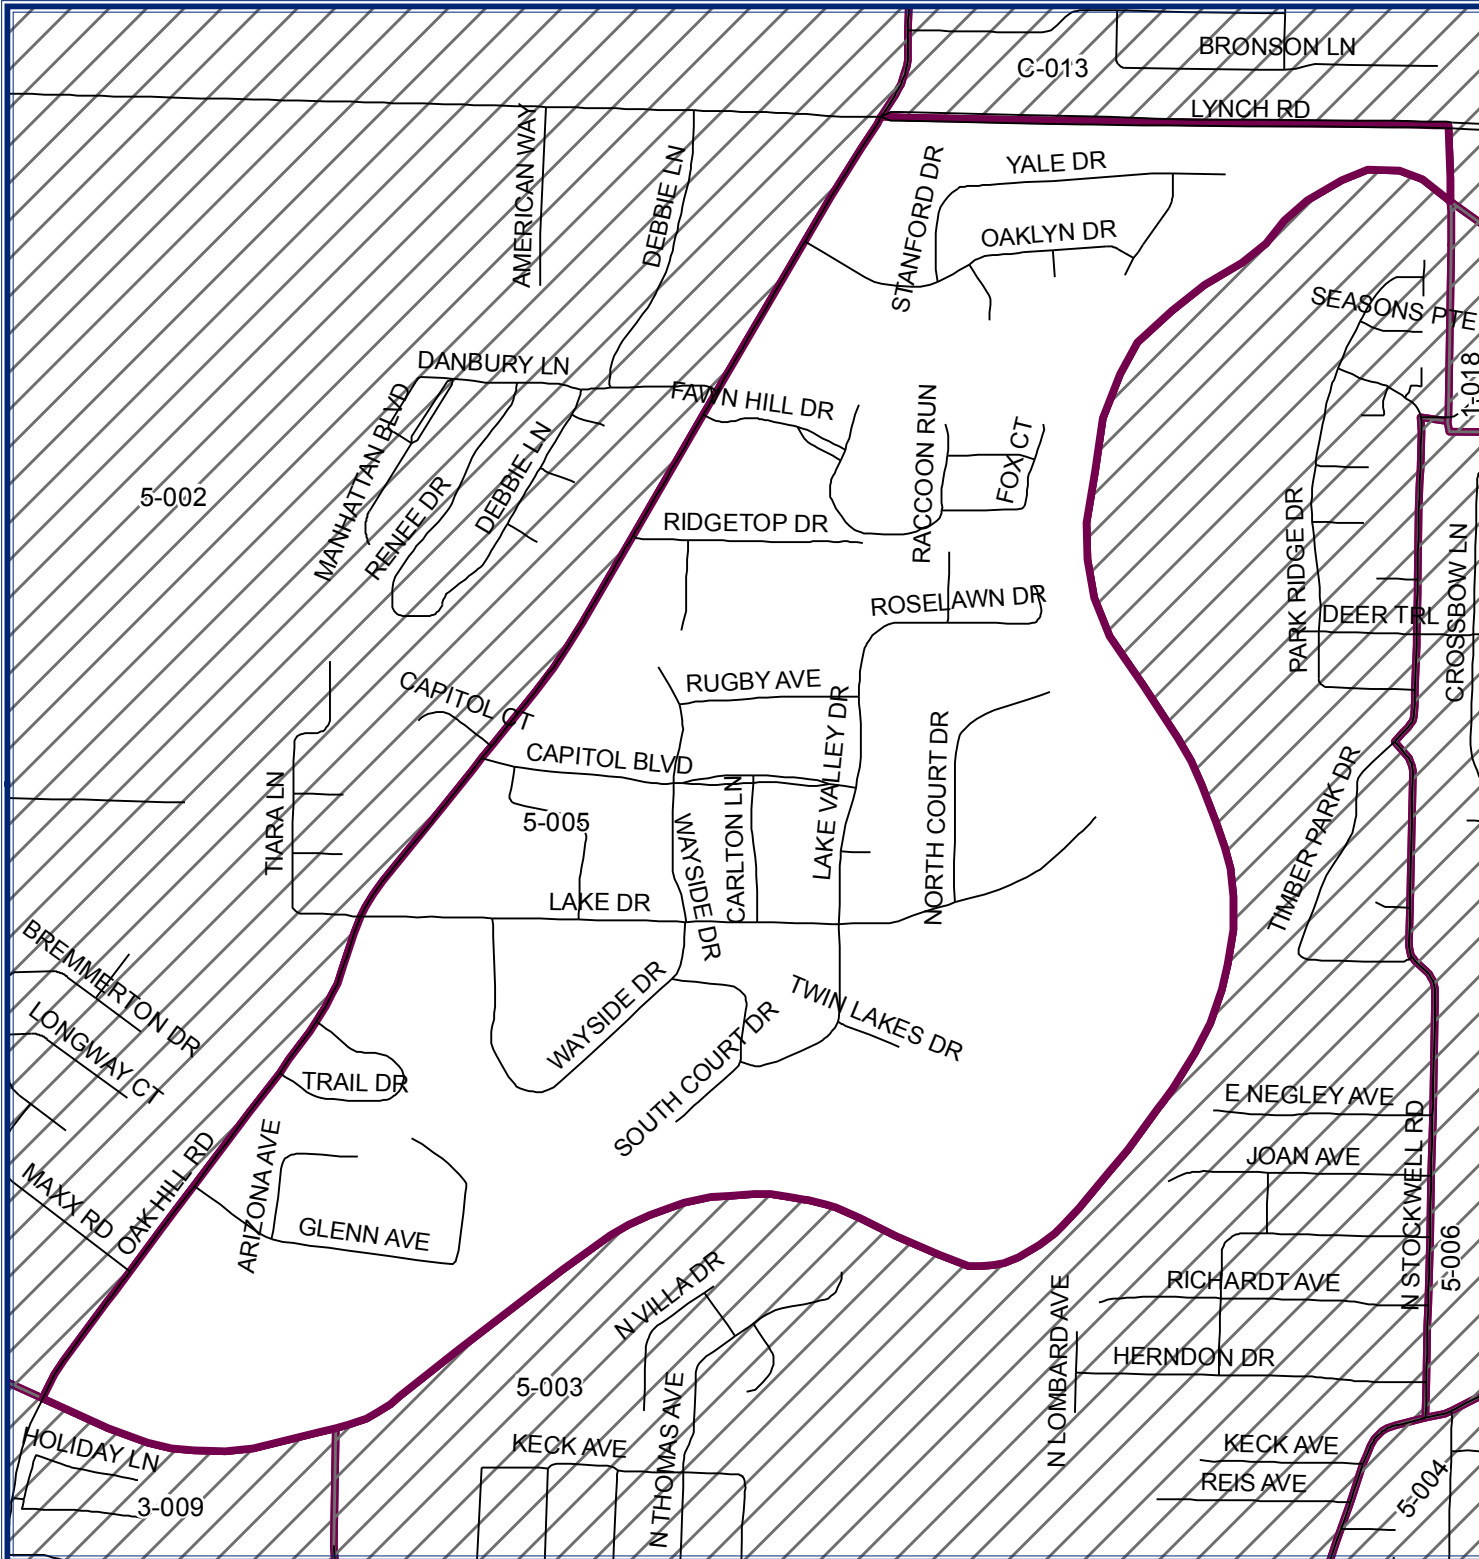 BRONSON LN
C-013
LYNCH RD
AMERICAN WAY
DEBBIE LN
STANFORD DR
YALE DR
OAKLYN DR
SEASONS PTE
1-018
DANBURY LN
MANHATTAN BLVD
RENEE DR
DEBBIE LN
FAWN HILL DR
RACCOON RUN
FOX CT
5-002
RIDGETOP DR
PARK RIDGE DR
CROSSBOW LN
ROSELAWN DR
DEER TRL
CAPITOL CT
RUGBY AVE
LAKE VALLEY DR
NORTH COURT DR
CAPITOL BLVD
TIARA LN
5-005
WAYSIDE DR
CARLTON LN
TIMBER PARK DR
LAKE DR
BREMMERTON DR
LONGWAY CT
WAYSIDE DR
TWIN LAKES DR
SOUTH COURT DR
TRAIL DR
E NEGLEY AVE
JOAN AVE
N STOCKWELL RD
MAXX RD
OAK HILL RD
ARIZONA AVE
GLENN AVE
5-006
N VILLA DR
RICHARDT AVE
N LOMBARD AVE
HERNDON DR
5-003
N THOMAS AVE
HOLIDAY LN
KECK AVE
KECK AVE
REIS AVE
3-009
5-004